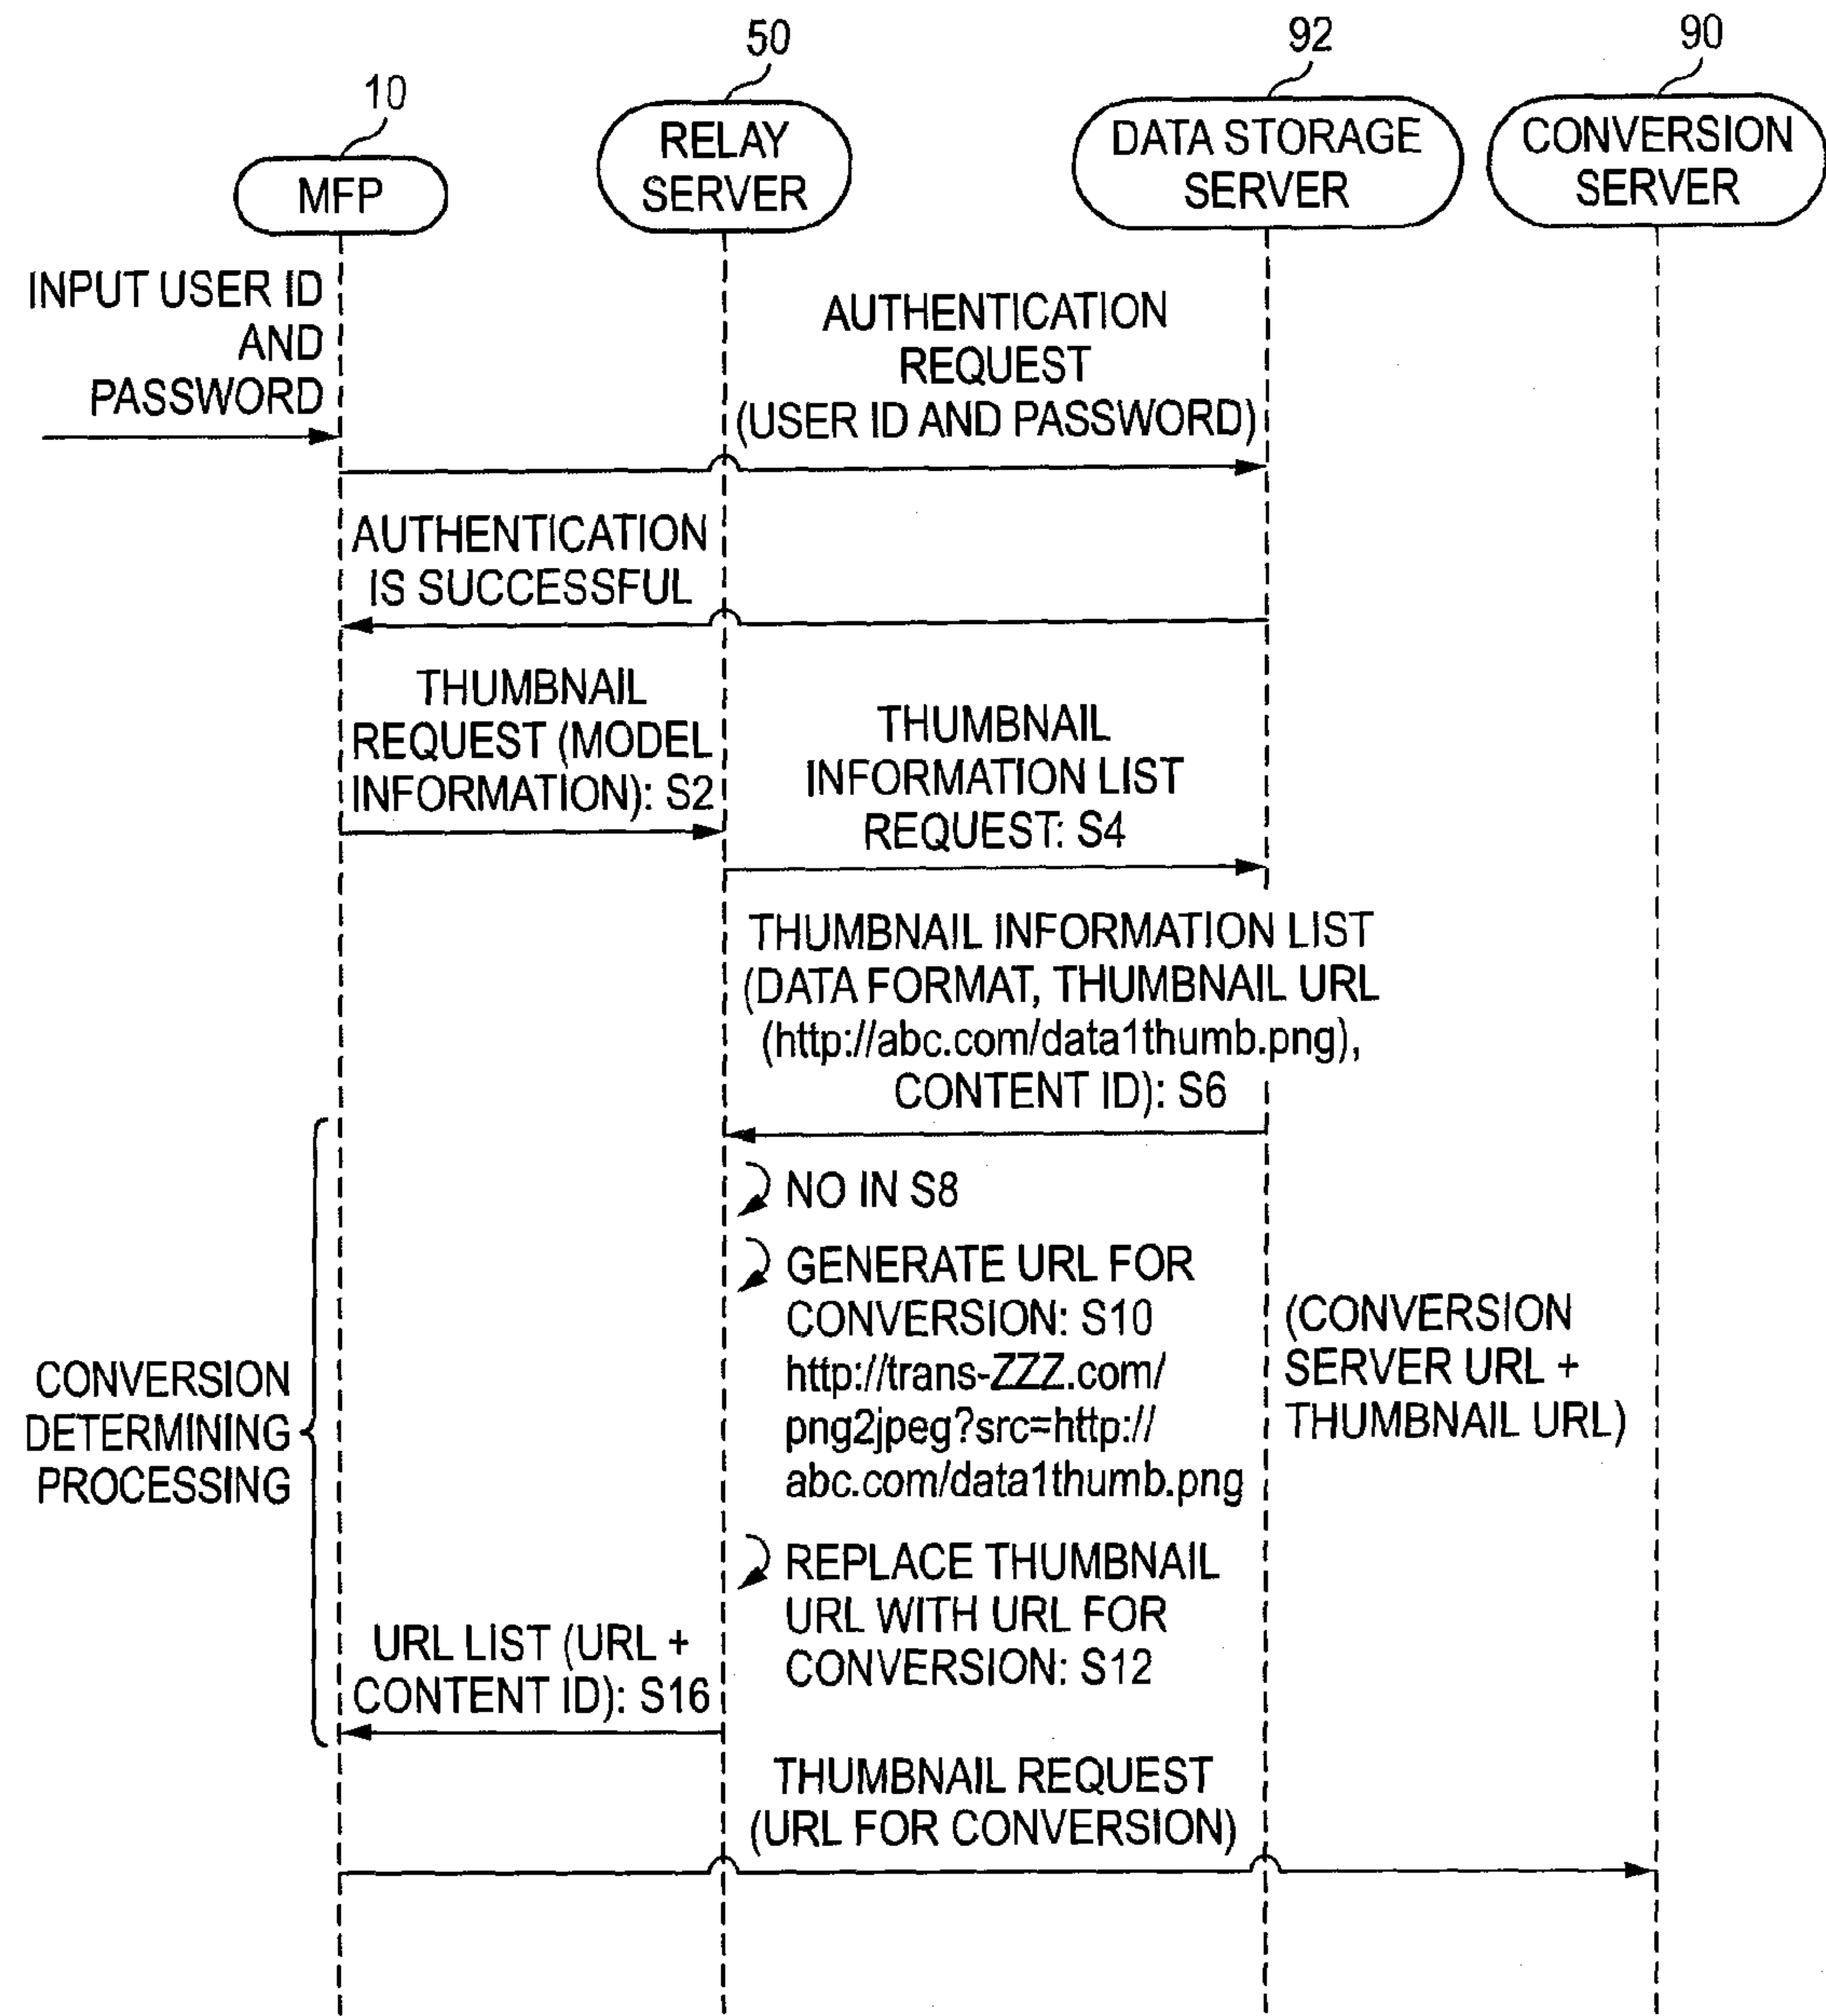 10
50
92
90
MFP
RELAY
SERVER
DATA STORAGE
SERVER
CONVERSION
SERVER
INPUT USER ID
AND
PASSWORD
AUTHENTICATION
REQUEST
(USER ID AND PASSWORD)
AUTHENTICATION
IS SUCCESSFUL
THUMBNAIL
REQUEST (MODEL
INFORMATION): S2
THUMBNAIL
INFORMATION LIST
REQUEST: S4
THUMBNAIL INFORMATION LIST
(DATA FORMAT, THUMBNAIL URL
(http://abc.com/data1thumb.png),
CONTENT ID): S6
CONVERSION
DETERMINING
PROCESSING
NO IN S8
GENERATE URL FOR
CONVERSION: S10
http://trans-ZZZ.com/
png2jpeg?src=http://
abc.com/data1thumb.png
(CONVERSION
SERVER URL +
THUMBNAIL URL)
REPLACE THUMBNAIL
URL WITH URL FOR
CONVERSION: S12
URL LIST (URL +
CONTENT ID): S16
THUMBNAIL REQUEST
(URL FOR CONVERSION)